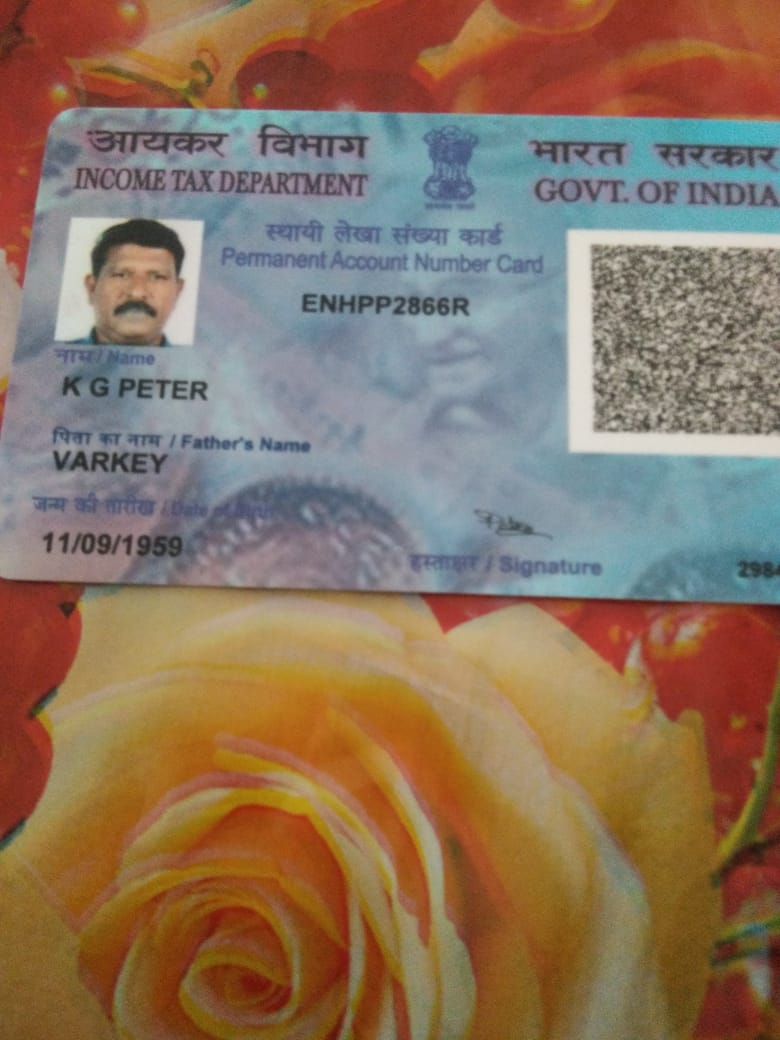 आयकर विभाग
INCOME TAX DEPARTMENT
भारत सरकार
GOVT. OF INDIA
स्थायी लेखा संख्या कार्ड
Permanent Account Number Card
ENHPP2866R
नाम / Name
K G PETER
पिता का नाम / Father's Name
VARKEY
जन्म की तारीख / Date of Birth
11/09/1959
हस्ताक्षर / Signature
2984